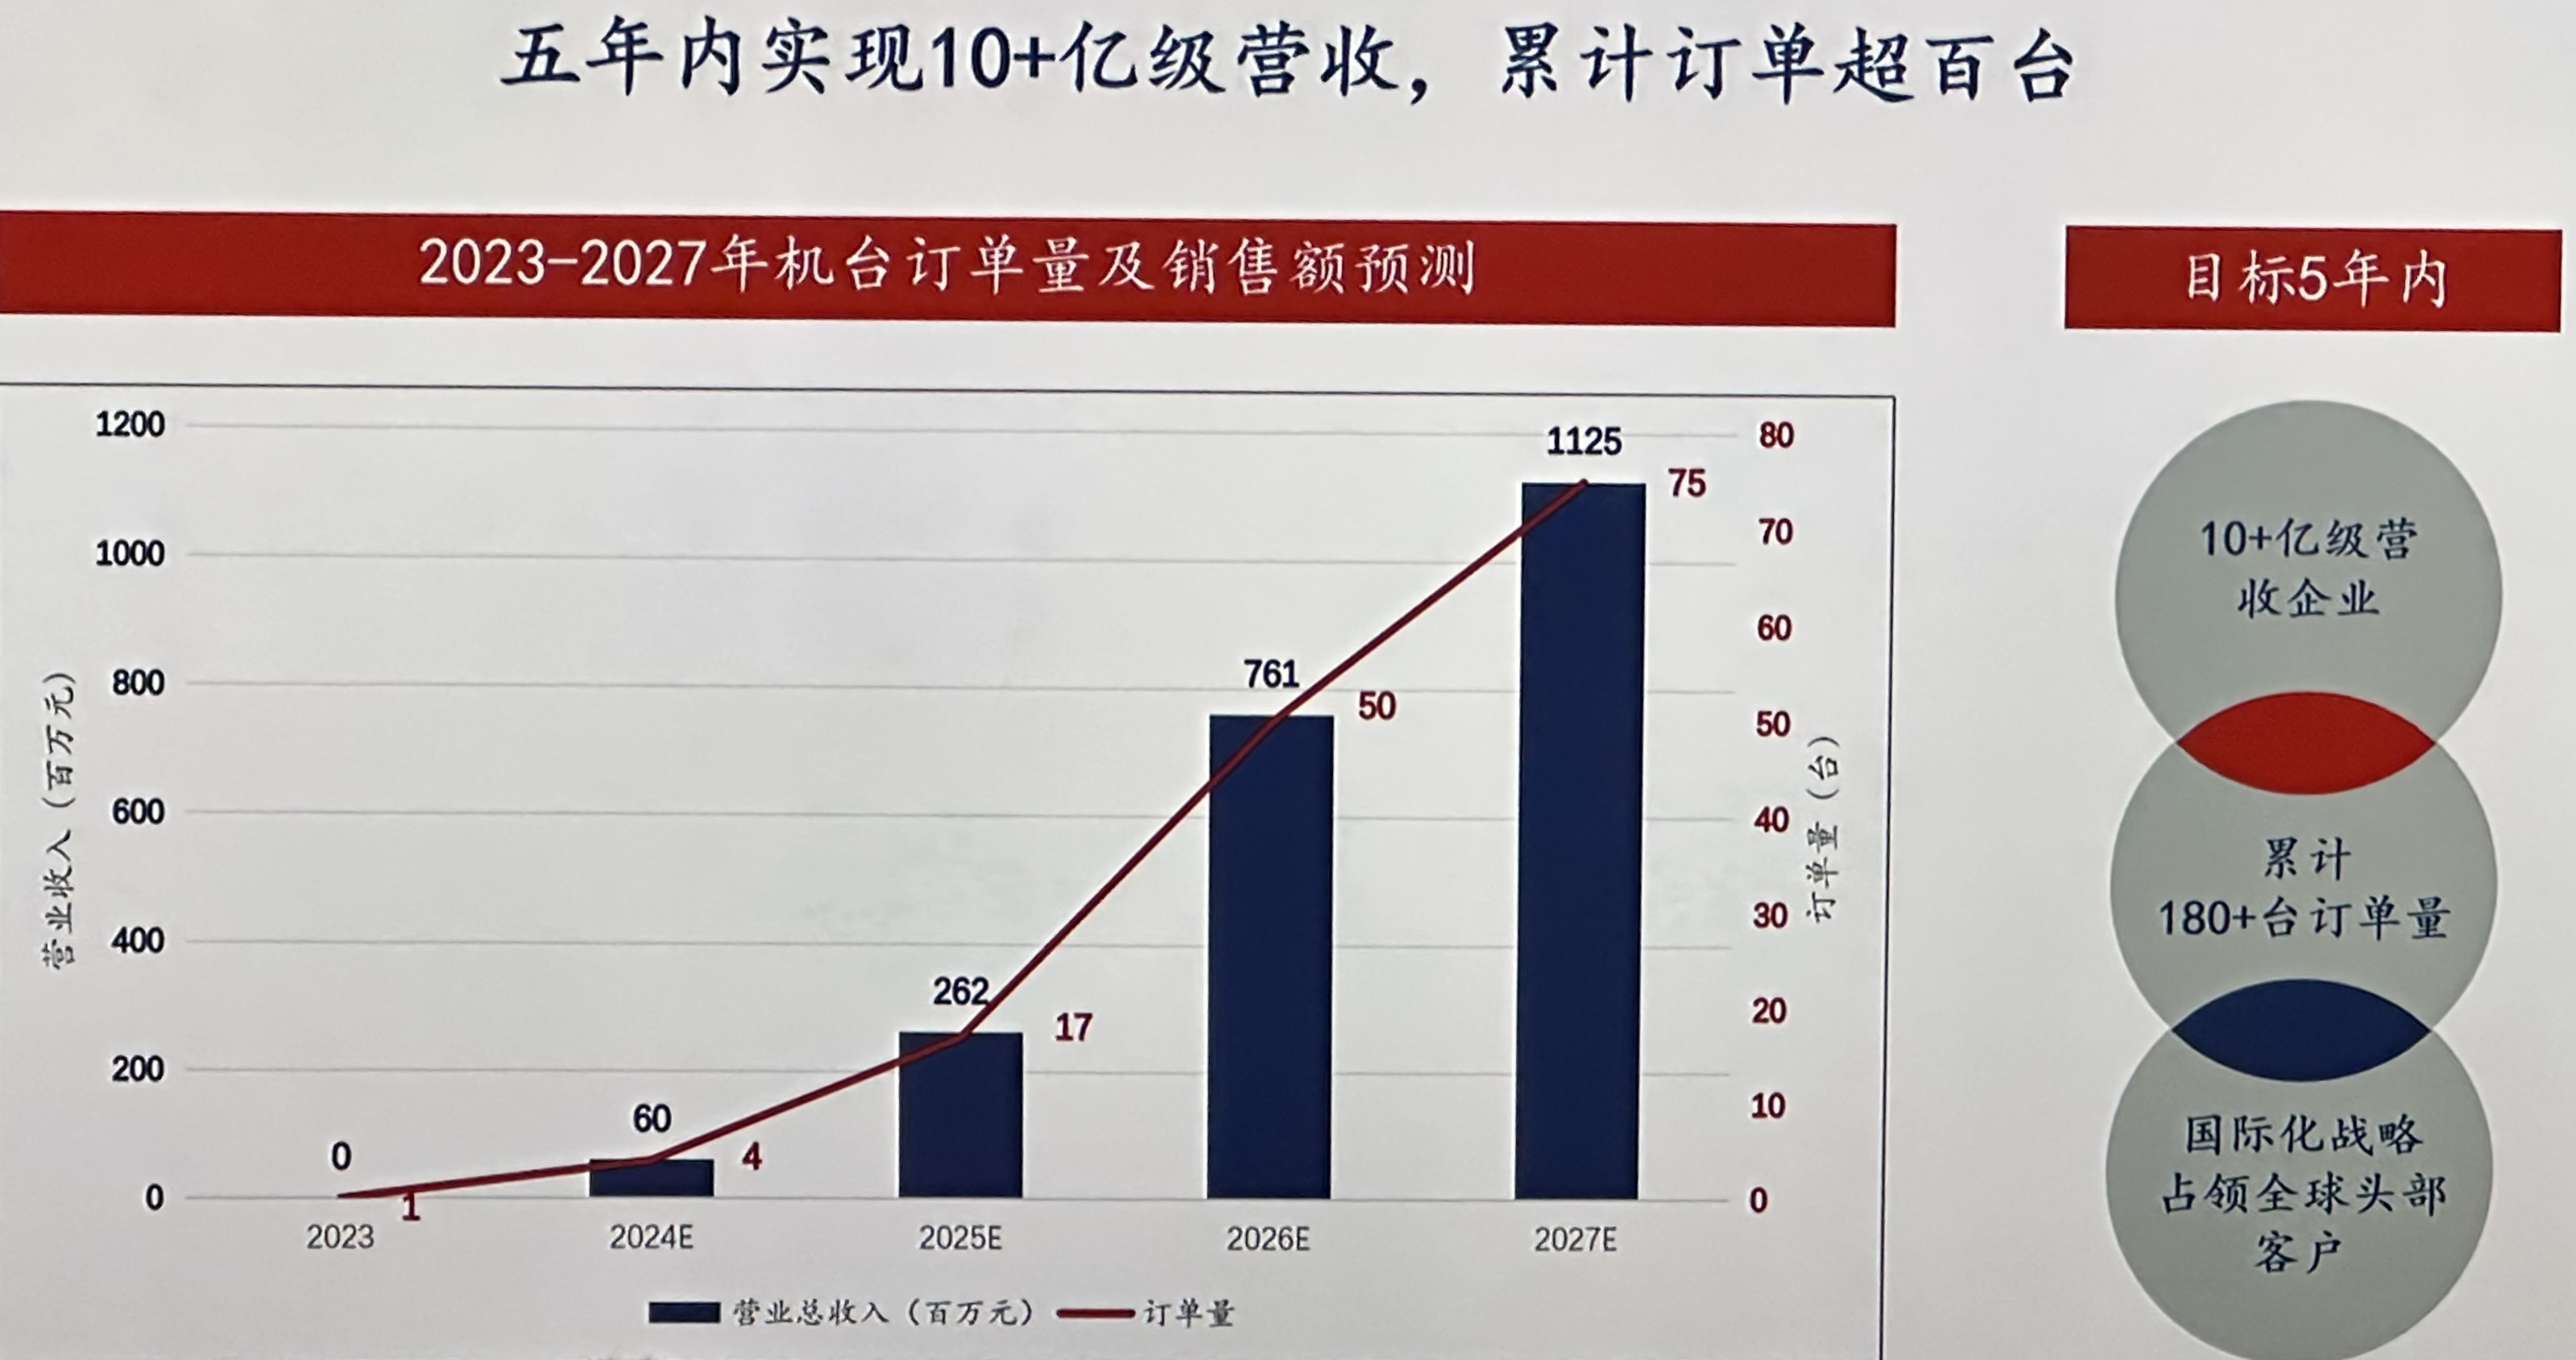 五年内实现10+亿级营收，累计订单超百台
2023-2027年机台订单量及销售额预测
目标5年内
营业收入（百万元）
1200
1000
800
600
400
200
0
0
60
262
761
1125
1
4
17
50
75
80
70
60
50
40
30
20
10
0
订单量（台）
2023
2024E
2025E
2026E
2027E
营业总收入（百万元）
订单量
10+亿级营
收企业
累计
180+台订单量
国际化战略
占领全球头部
客户